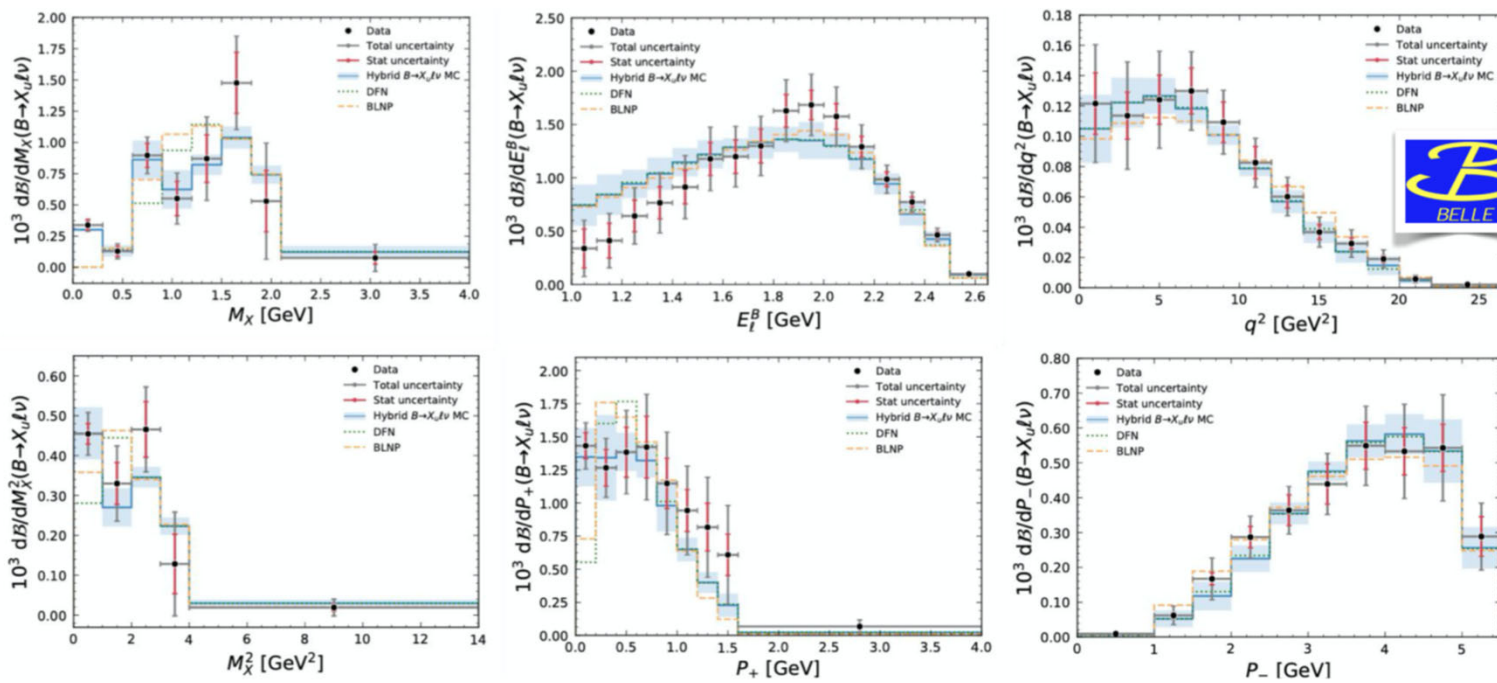 10³ dB/dM_X(B→X_uℓν)
2.00
1.75
1.50
1.25
1.00
0.75
0.50
0.25
0.00
Data
Total uncertainty
Stat uncertainty
Hybrid B→X_uℓν MC
DFN
BLNP
0.0 0.5 1.0 1.5 2.0 2.5 3.0 3.5 4.0
M_X [GeV]
10³ dB/dE_ℓ^B(B→X_uℓν)
2.50
2.00
1.50
1.00
0.50
0.00
Data
Total uncertainty
Stat uncertainty
Hybrid B→X_uℓν MC
DFN
BLNP
1.0 1.2 1.4 1.6 1.8 2.0 2.2 2.4 2.6
E_ℓ^B [GeV]
10³ dB/dq²(B→X_uℓν)
0.18
0.16
0.14
0.12
0.10
0.08
0.06
0.04
0.02
0.00
Data
Total uncertainty
Stat uncertainty
Hybrid B→X_uℓν MC
DFN
BLNP
0 5 10 15 20 25
q² [GeV²]
BELLE
10³ dB/dM_X²(B→X_uℓν)
0.60
0.50
0.40
0.30
0.20
0.10
0.00
Data
Total uncertainty
Stat uncertainty
Hybrid B→X_uℓν MC
DFN
BLNP
0 2 4 6 8 10 12 14
M_X² [GeV²]
10³ dB/dP₊(B→X_uℓν)
2.00
1.75
1.50
1.25
1.00
0.75
0.50
0.25
0.00
Data
Total uncertainty
Stat uncertainty
Hybrid B→X_uℓν MC
DFN
BLNP
0.0 0.5 1.0 1.5 2.0 2.5 3.0 3.5 4.0
P₊ [GeV]
10³ dB/dP₋(B→X_uℓν)
0.80
0.70
0.60
0.50
0.40
0.30
0.20
0.10
0.00
Data
Total uncertainty
Stat uncertainty
Hybrid B→X_uℓν MC
DFN
BLNP
0 1 2 3 4 5
P₋ [GeV]